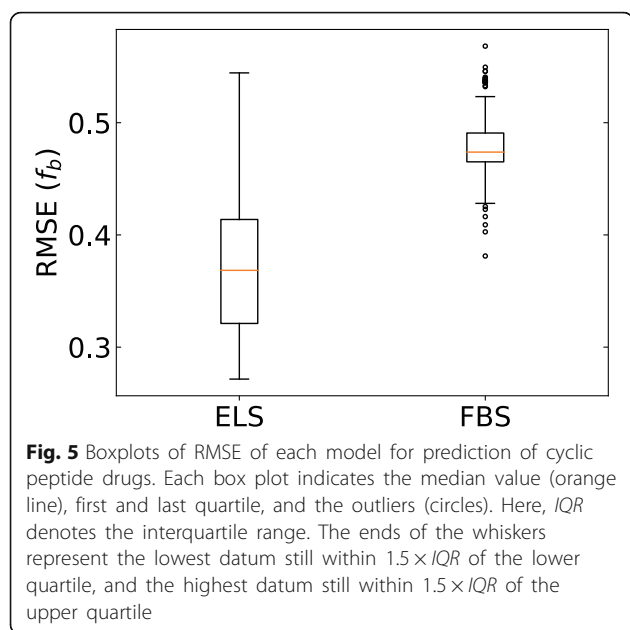 RMSE (f_b)
0.5
0.4
0.3
ELS FBS
Fig. 5 Boxplots of RMSE of each model for prediction of cyclic
peptide drugs. Each box plot indicates the median value (orange
line), first and last quartile, and the outliers (circles). Here, IQR
denotes the interquartile range. The ends of the whiskers
represent the lowest datum still within 1.5 × IQR of the lower
quartile, and the highest datum still within 1.5 × IQR of the
upper quartile